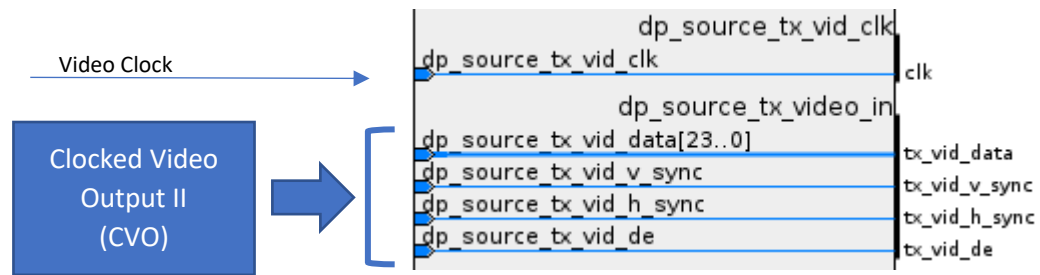 Video Clock
Clocked Video
Output II
(CVO)
dp_source_tx_vid_clk
dp_source_tx_vid_clk
clk
dp_source_tx_video_in
dp_source_tx_vid_data[23..0]
tx_vid_data
dp_source_tx_vid_v_sync
tx_vid_v_sync
dp_source_tx_vid_h_sync
tx_vid_h_sync
dp_source_tx_vid_de
tx_vid_de